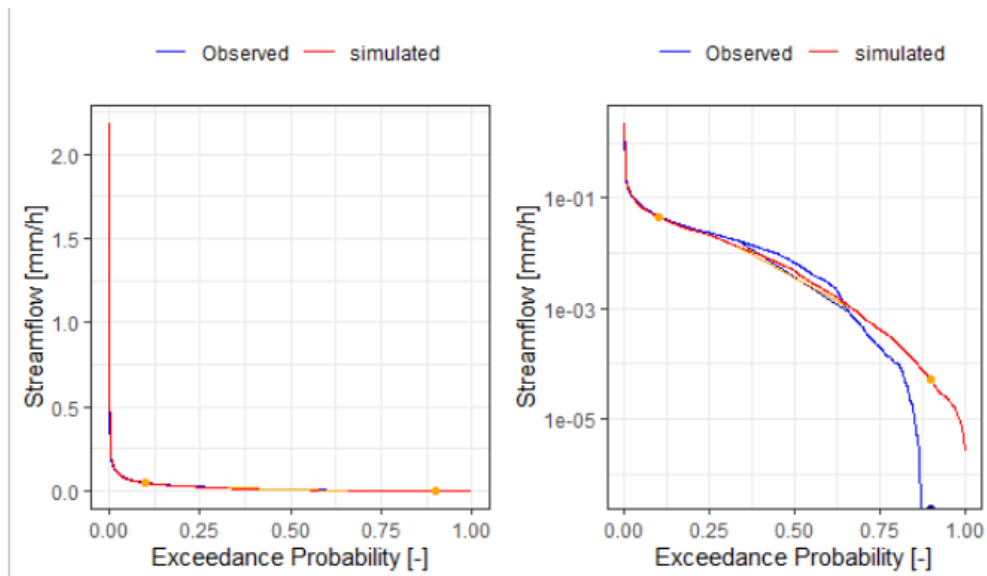 Observed simulated
2.0
1.5
1.0
0.5
0.0
Streamflow [mm/h]
0.00 0.25 0.50 0.75 1.00
Exceedance Probability [-]
Observed simulated
1e-01
1e-03
1e-05
Streamflow [mm/h]
0.00 0.25 0.50 0.75 1.00
Exceedance Probability [-]